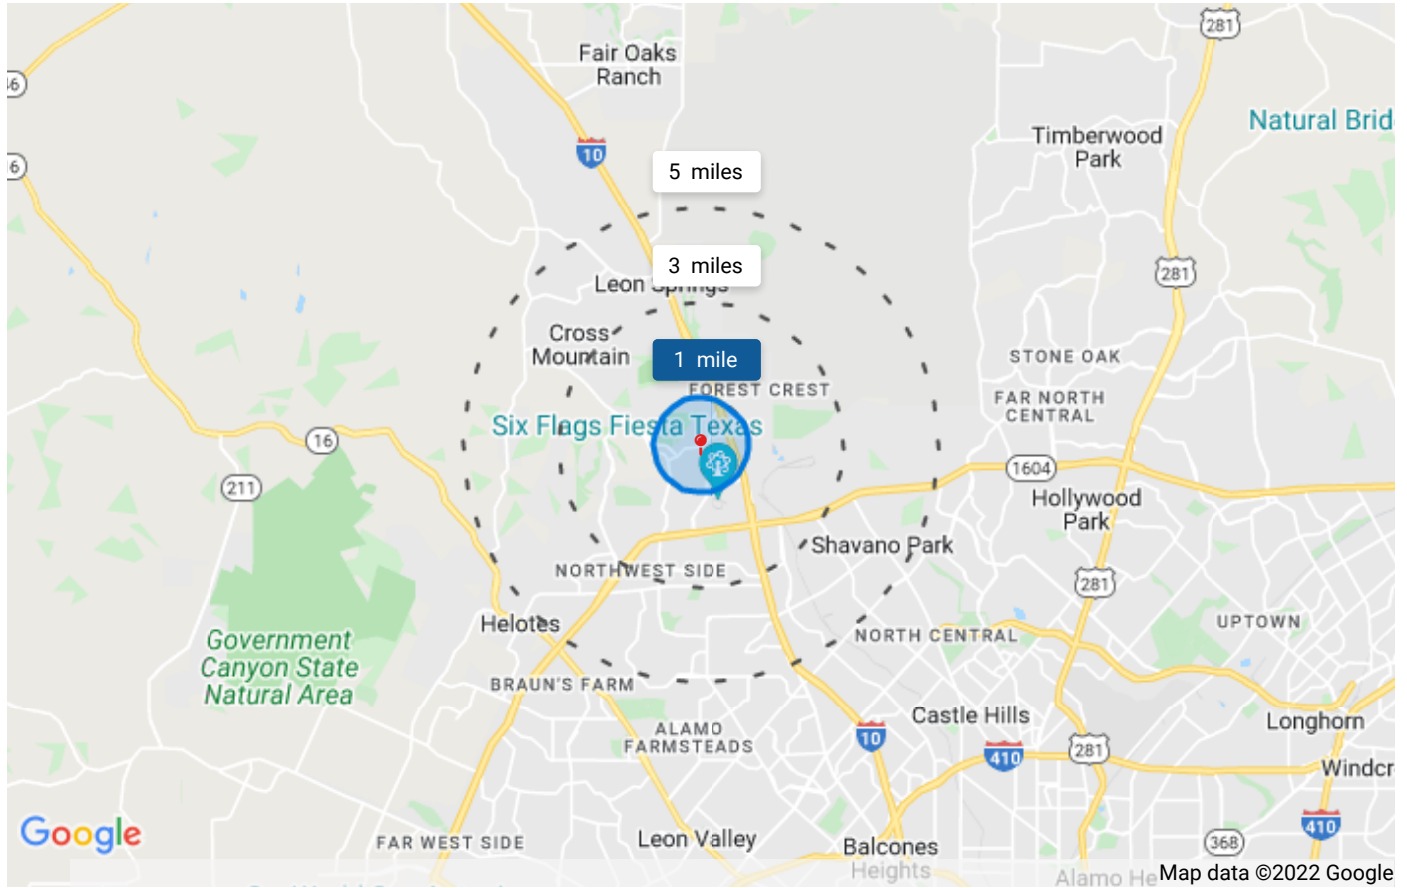 281
Fair Oaks
Ranch
46
Natural Brid
Timberwood
Park
10
5 miles
3 miles
281
Leon Springs
Cross
Mountain
1 mile
STONE OAK
FOREST CREST
FAR NORTH
CENTRAL
Six Flags Fiesta Texas
16
1604
211
Hollywood
Park
Shavano Park
NORTHWEST SIDE
281
Helotes
UPTOWN
NORTH CENTRAL
Government
Canyon State
Natural Area
BRAUN'S FARM
Castle Hills
Longhorn
ALAMO
FARMSTEADS
10
410
281
Windcr
410
Google
FAR WEST SIDE
Leon Valley
Balcones
Heights
368
Alamo He
Map data ©2022 Google